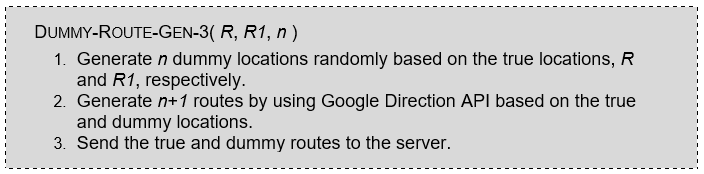 DUMMY-ROUTE-GEN-3( R, R1, n )
1. Generate n dummy locations randomly based on the true locations, R
and R1, respectively.
2. Generate n+1 routes by using Google Direction API based on the true
and dummy locations.
3. Send the true and dummy routes to the server.